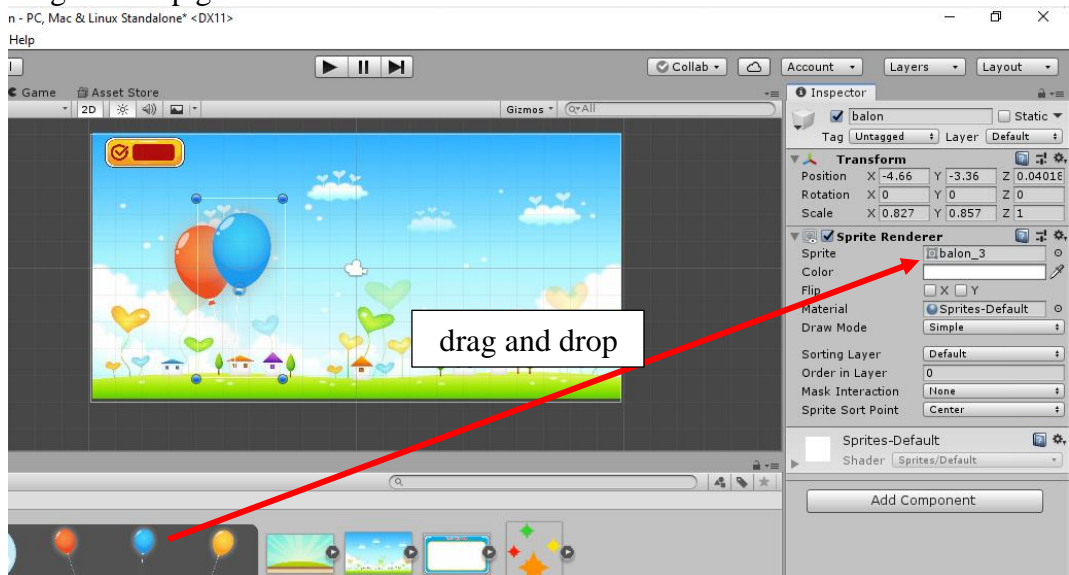 n - PC, Mac & Linux Standalone* <DX11>
Help
Collab
Account
Layers
Layout
Game
Asset Store
Inspector
2D
Gizmos
All
balon
Static
Tag
Untagged
Layer
Default
Transform
Position X -4.66 Y -3.36 Z 0.04018
Rotation X 0 Y 0 Z 0
Scale X 0.827 Y 0.857 Z 1
Sprite Renderer
Sprite balon_3
Color
Flip X Y
Material Sprites-Default
Draw Mode Simple
drag and drop
Sorting Layer Default
Order in Layer 0
Mask Interaction None
Sprite Sort Point Center
Sprites-Default
Shader Sprites/Default
Add Component